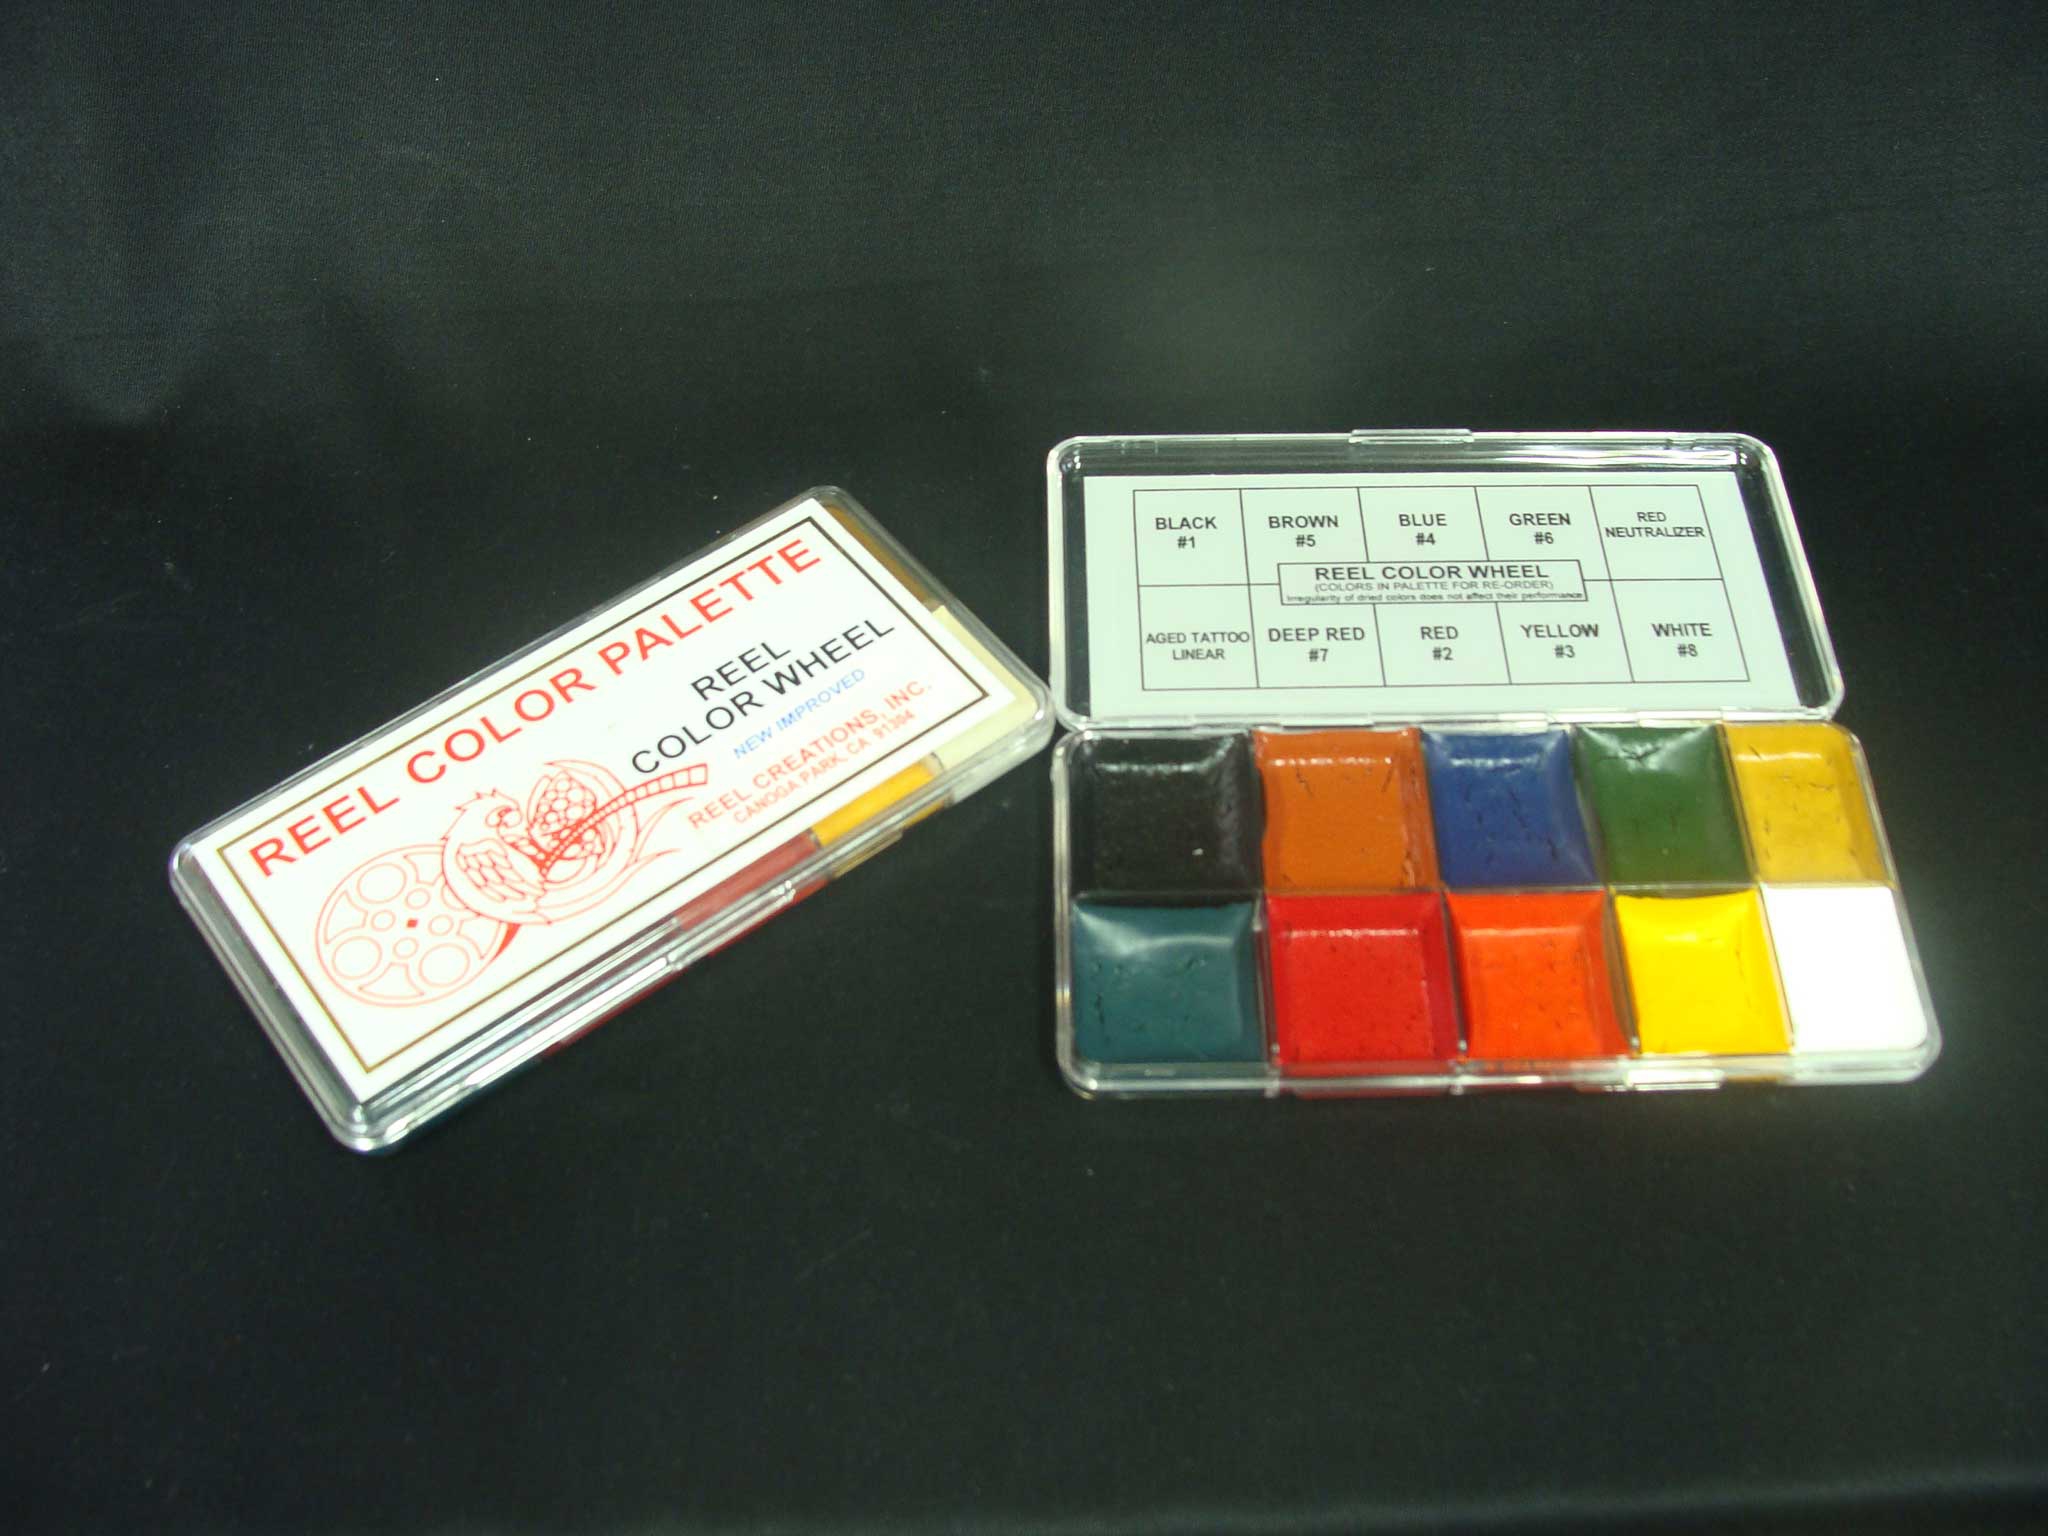 REEL COLOR PALETTE
REEL
COLOR WHEEL
NEW IMPROVED
REEL CREATIONS, INC.
CANOGA PARK, CA 91304
BLACK
#1
BROWN
#5
BLUE
#4
GREEN
#6
RED
NEUTRALIZER
REEL COLOR WHEEL
(COLORS IN PALETTE FOR RE-ORDER)
Irregularity of dried colors does not affect their performance
AGED TATTOO
LINEAR
DEEP RED
#7
RED
#2
YELLOW
#3
WHITE
#8